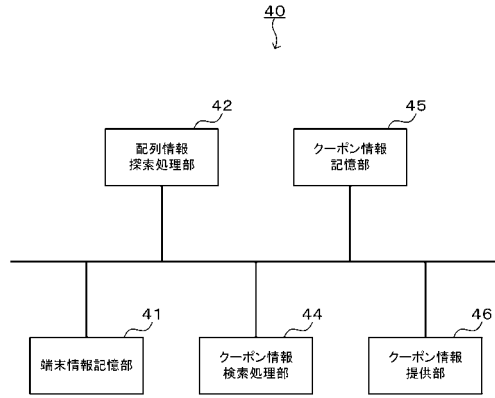 40
42
配列情報
探索処理部
45
クーポン情報
記憶部
41
端末情報記憶部
44
クーポン情報
検索処理部
46
クーポン情報
提供部